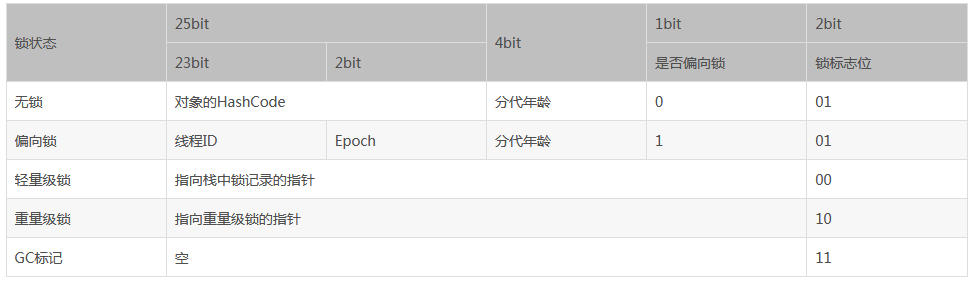 锁状态 25bit 4bit 1bit 2bit
23bit 2bit 是否偏向锁 锁标志位
无锁 对象的HashCode 分代年龄 0 01
偏向锁 线程ID Epoch 分代年龄 1 01
轻量级锁 指向栈中锁记录的指针 00
重量级锁 指向重量级锁的指针 10
GC标记 空 11